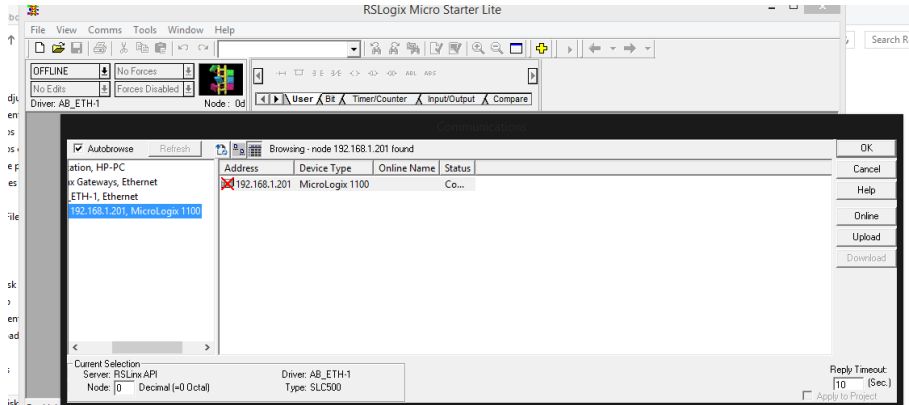 RSLogix Micro Starter Lite
File View Comms Tools Window Help
Search R
OFFLINE No Forces
No Edits Forces Disabled
Driver: AB_ETH-1 Node: 0d
ABL ABS
User Bit Timer/Counter Input/Output Compare
Communications
Autobrowse Refresh Browsing - node 192.168.1.201 found
ation, HP-PC
x Gateways, Ethernet
_ETH-1, Ethernet
192.168.1.201, MicroLogix 1100
Address Device Type Online Name Status
192.168.1.201 MicroLogix 1100 Co...
OK
Cancel
Help
Online
Upload
Download
Current Selection
Server: RSLinx API Driver: AB_ETH-1
Node: 0 Decimal (=0 Octal) Type: SLC500
Reply Timeout:
10 (Sec.)
Apply to Project